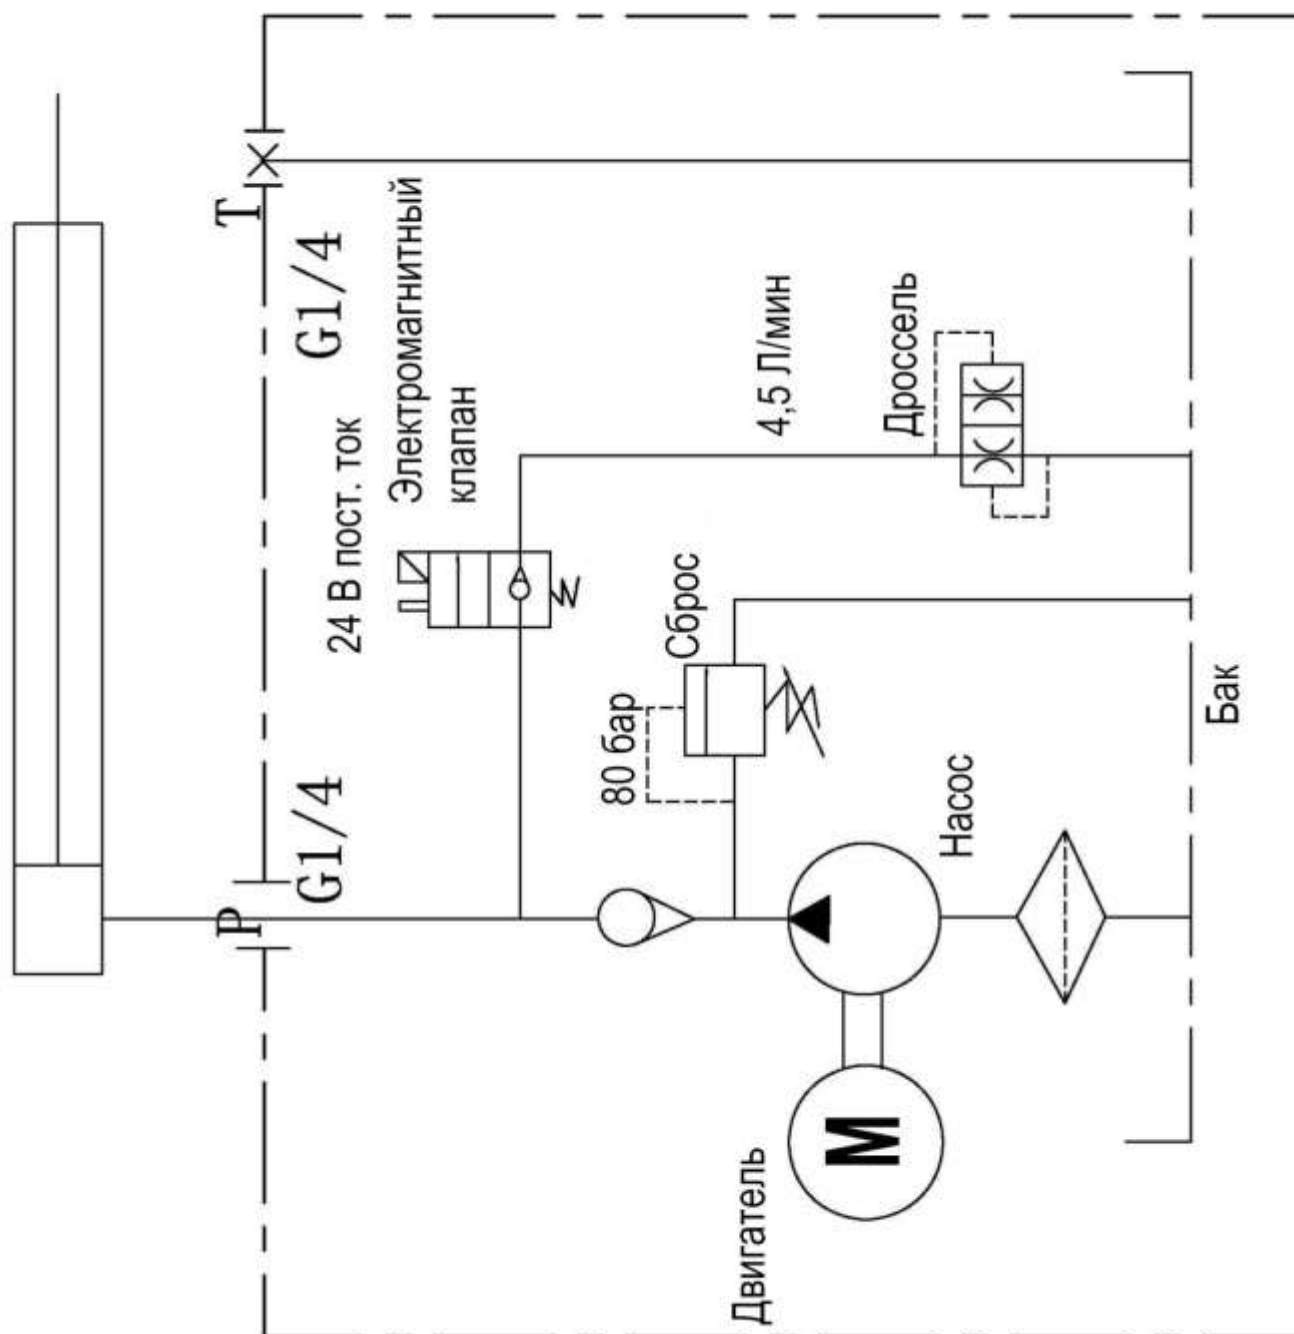 T
G1/4
24 В пост. ток
Электромагнитный
клапан
4,5 Л/мин
Дроссель
P
G1/4
80 бар
Сброс
Насос
Бак
Двигатель
M